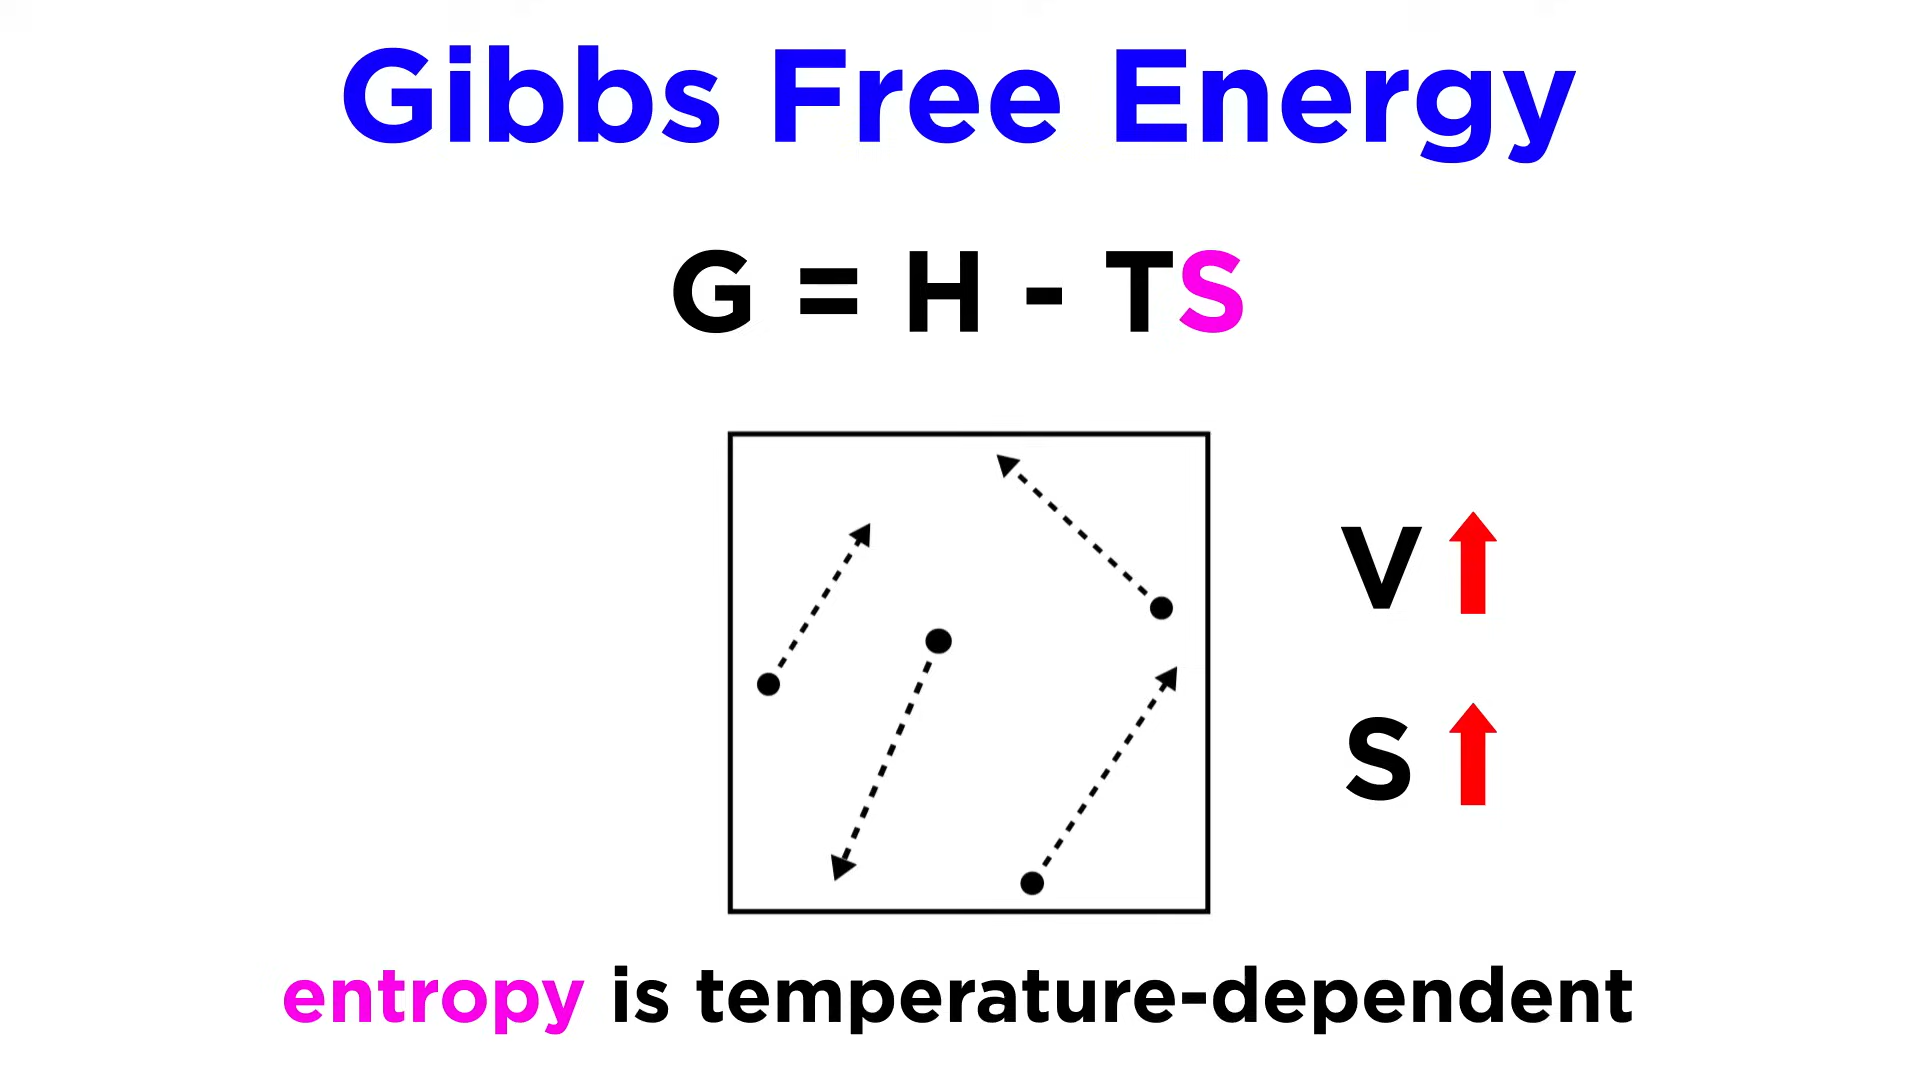 Gibbs Free Energy
G = H - TS
V
S
entropy is temperature-dependent